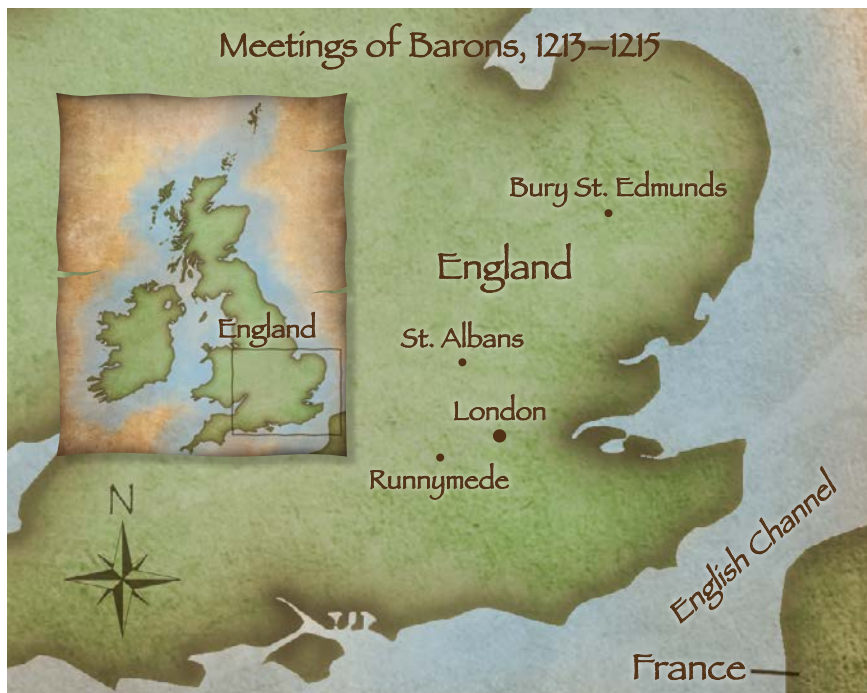 Meetings of Barons, 1213–1215
Bury St. Edmunds
England
England
St. Albans
London
Runnymede
N
English Channel
France